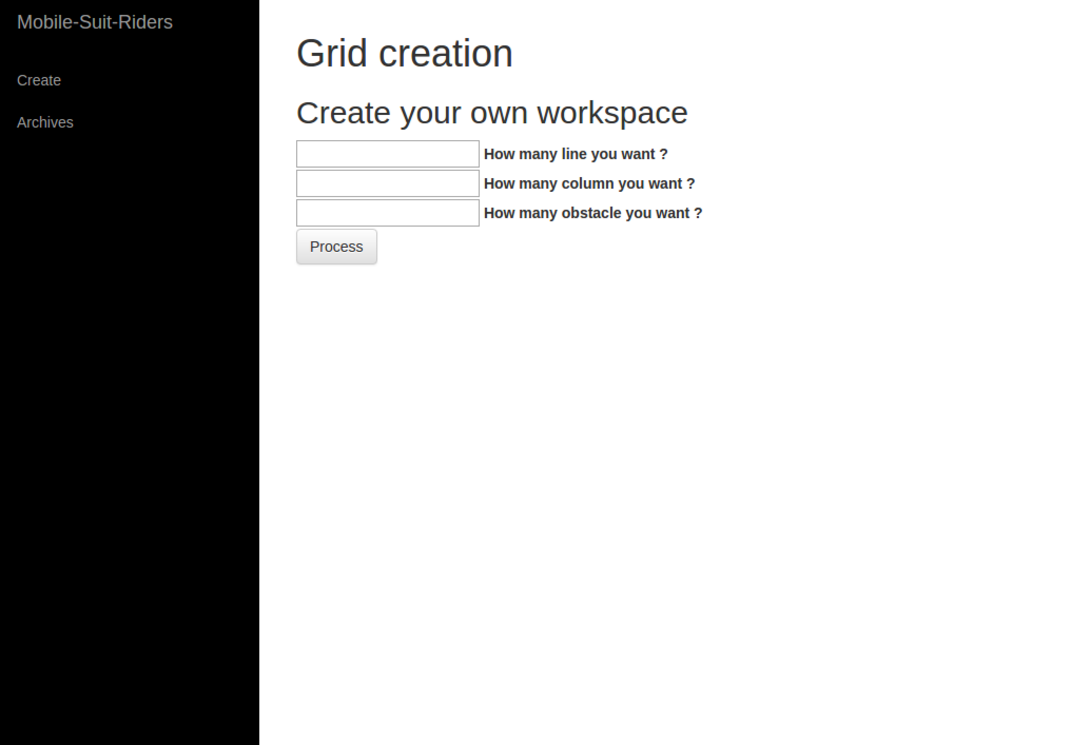 Mobile-Suit-Riders
Create
Archives
Grid creation
Create your own workspace
How many line you want ?
How many column you want ?
How many obstacle you want ?
Process